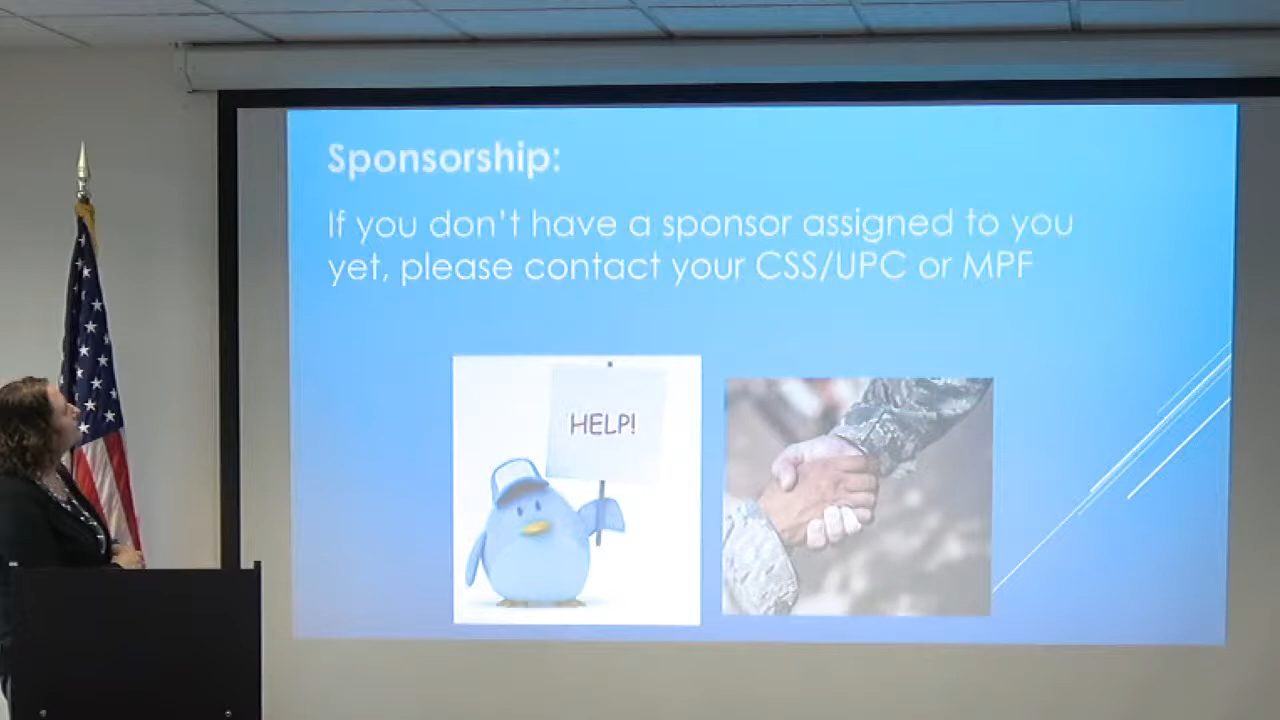 Sponsorship:
If you don't have a sponsor assigned to you
yet, please contact your CSS/UPC or MPF
HELP!